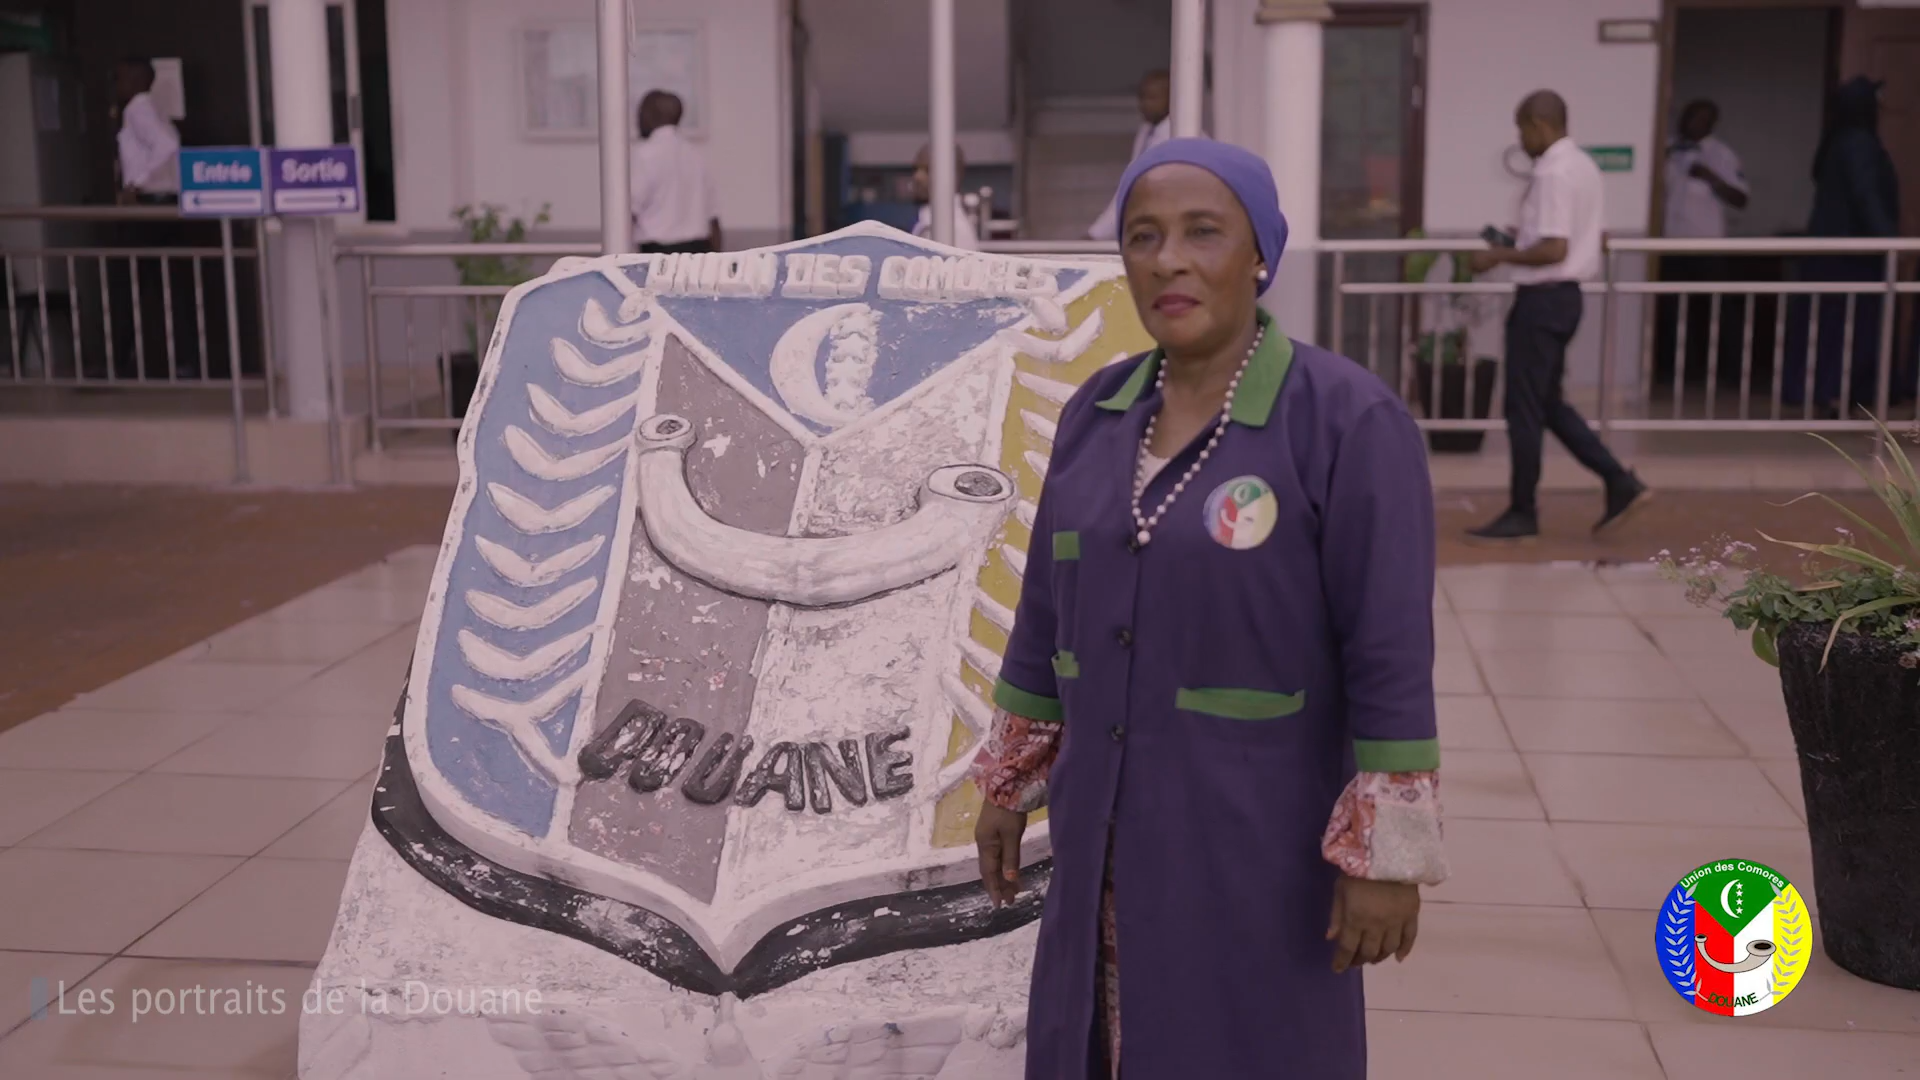 Entrée
Sortie
UNION DES COMORES
DOUANE
Les portraits de la Douane
Union des Comores
DOUANE